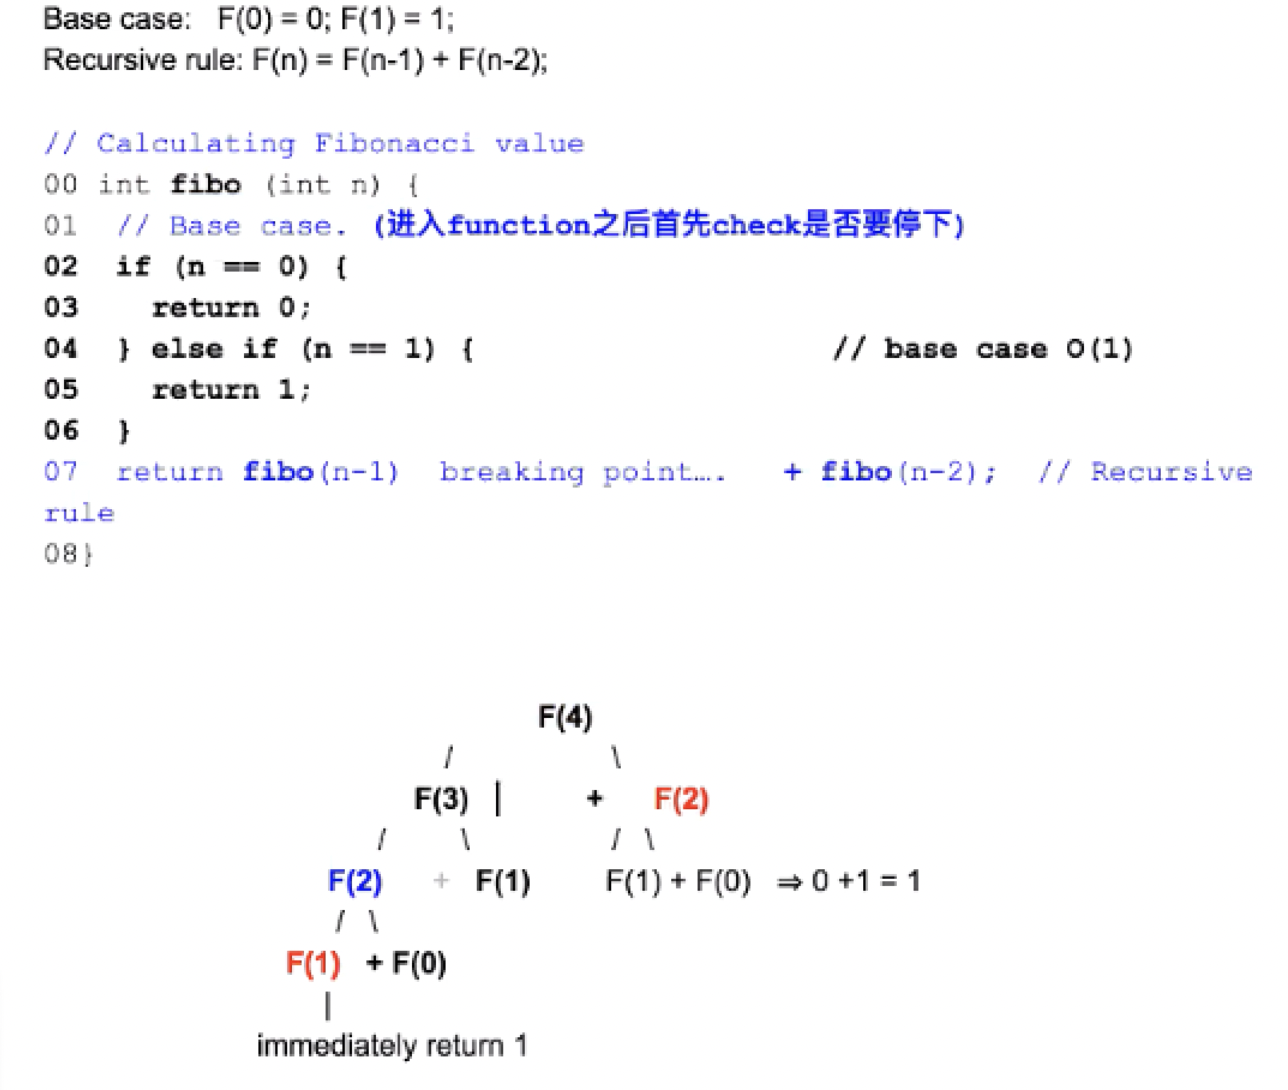 Base case:   F(0) = 0; F(1) = 1;
Recursive rule: F(n) = F(n-1) + F(n-2);
// Calculating Fibonacci value
00 int fibo (int n) {
01  // Base case. (进入function之后首先check是否要停下)
02  if (n == 0) {
03    return 0;
04  } else if (n == 1) {                    // base case O(1)
05    return 1;
06  }
07  return fibo(n-1)  breaking point….   + fibo(n-2);  // Recursive
rule
08}
F(4)
/ \
F(3) | + F(2)
/ \ / \
F(2) + F(1) F(1) + F(0) ⇒ 0 +1 = 1
/ \
F(1) + F(0)
|
immediately return 1